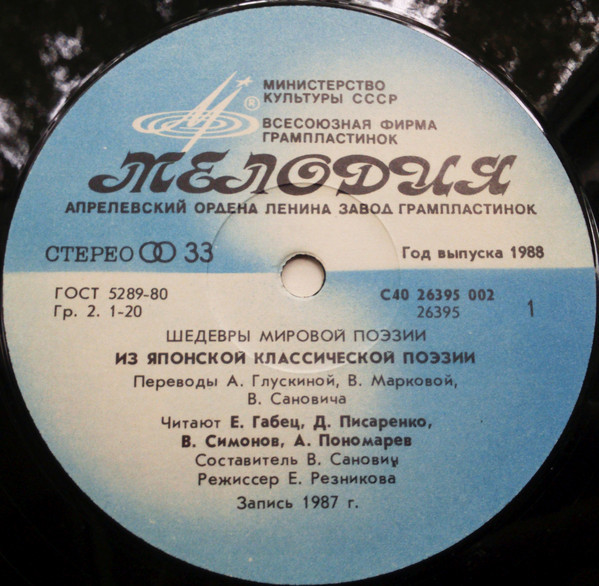 МИНИСТЕРСТВО
КУЛЬТУРЫ СССР
ВСЕСОЮЗНАЯ ФИРМА
ГРАМПЛАСТИНОК
®
МЕЛОДИЯ
АПРЕЛЕВСКИЙ ОРДЕНА ЛЕНИНА ЗАВОД ГРАМПЛАСТИНОК
СТЕРЕО 33
Год выпуска 1988
ГОСТ 5289-80
Гр. 2. 1-20
С40 26395 002
26395
1
ШЕДЕВРЫ МИРОВОЙ ПОЭЗИИ
ИЗ ЯПОНСКОЙ КЛАССИЧЕСКОЙ ПОЭЗИИ
Переводы А. Глускиной, В. Марковой,
В. Сановича
Читают Е. Габец, Д. Писаренко,
В. Симонов, А. Пономарев
Составитель В. Санович
Режиссер Е. Резникова
Запись 1987 г.